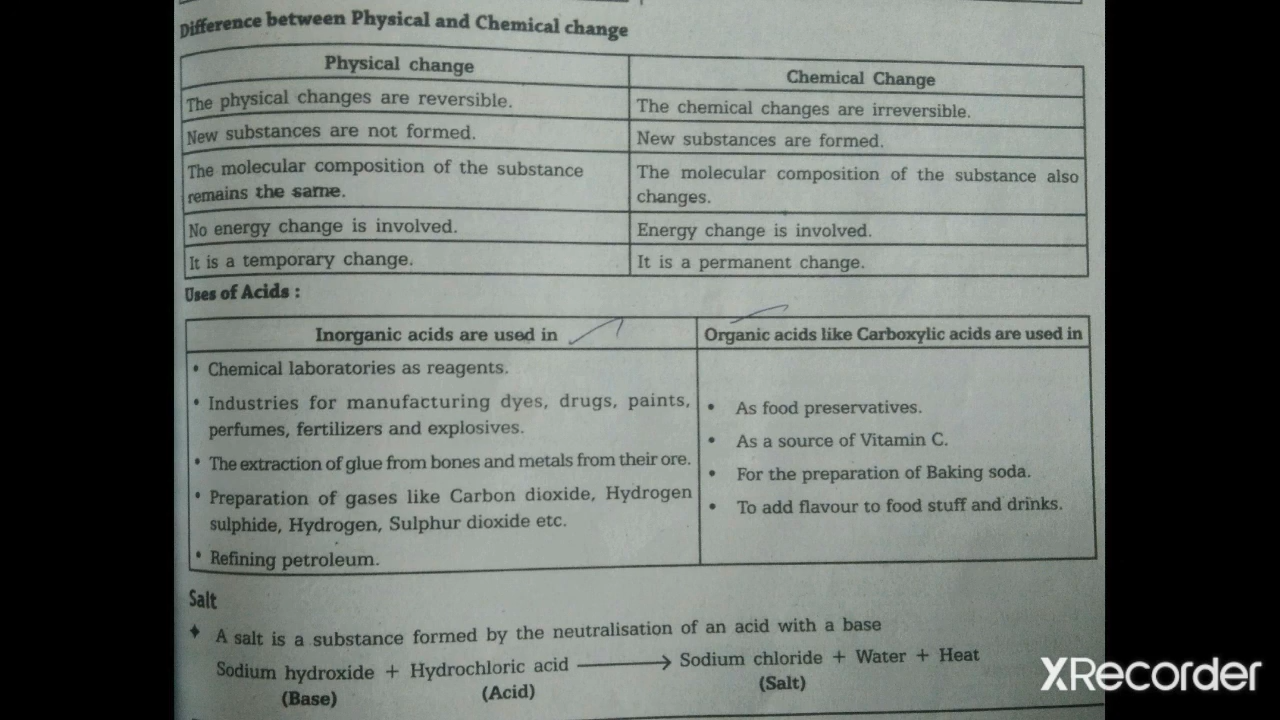 Difference between Physical and Chemical change
Physical change
Chemical Change
The physical changes are reversible.
The chemical changes are irreversible.
New substances are not formed.
New substances are formed.
The molecular composition of the substance
remains the same.
The molecular composition of the substance also
changes.
No energy change is involved.
Energy change is involved.
It is a temporary change.
It is a permanent change.
Uses of Acids :
Inorganic acids are used in
Organic acids like Carboxylic acids are used in
• Chemical laboratories as reagents.
• Industries for manufacturing dyes, drugs, paints,
perfumes, fertilizers and explosives.
• The extraction of glue from bones and metals from their ore.
• Preparation of gases like Carbon dioxide, Hydrogen
sulphide, Hydrogen, Sulphur dioxide etc.
• Refining petroleum.
• As food preservatives.
• As a source of Vitamin C.
• For the preparation of Baking soda.
• To add flavour to food stuff and drinks.
Salt
✦ A salt is a substance formed by the neutralisation of an acid with a base
Sodium hydroxide + Hydrochloric acid ⟶ Sodium chloride + Water + Heat
(Base) (Acid) (Salt)
XRecorder